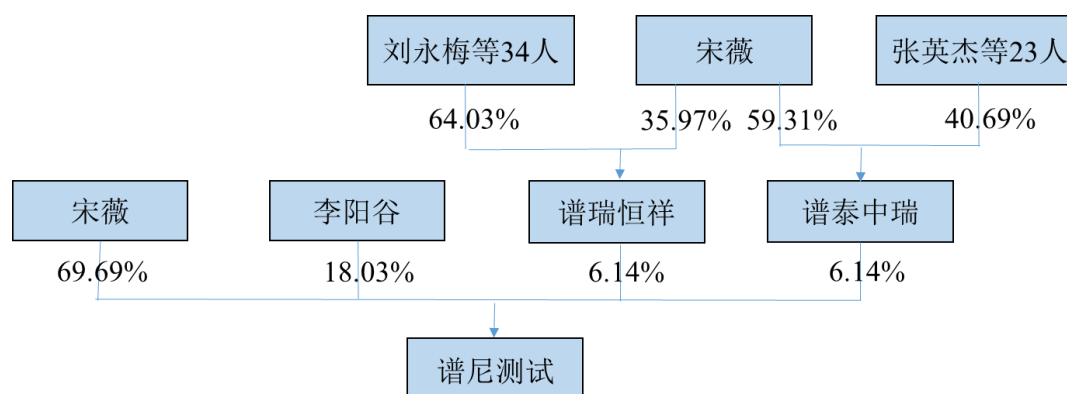 刘永梅等34人 宋薇 张英杰等23人
64.03% 35.97% 59.31% 40.69%
宋薇 李阳谷 谱瑞恒祥 谱泰中瑞
69.69% 18.03% 6.14% 6.14%
谱尼测试